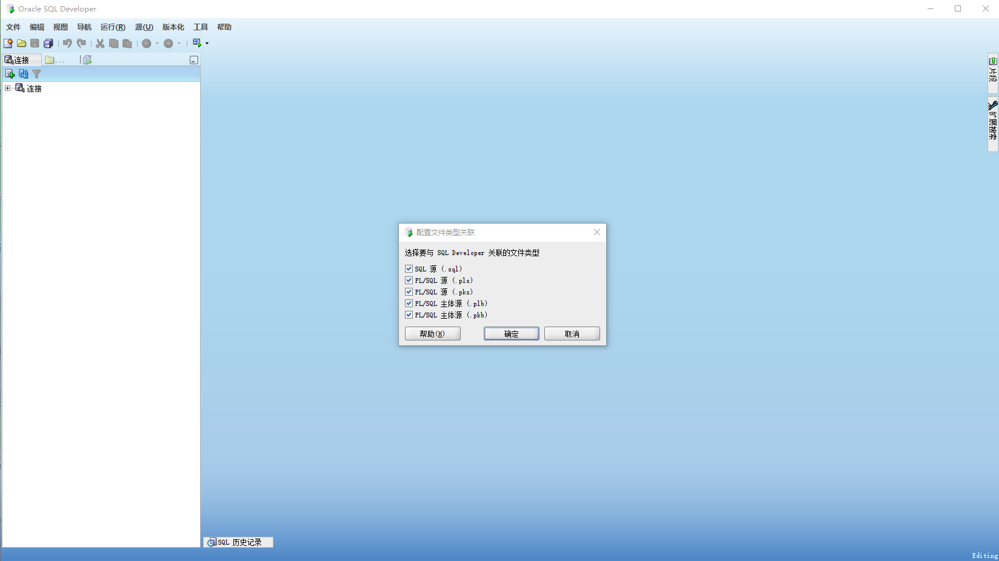 Oracle SQL Developer
文件 编辑 视图 导航 运行(R) 源(U) 版本化 工具 帮助
连接 ...
连接
片段
扩展搜索
配置文件类型关联
选择要与 SQL Developer 关联的文件类型
SQL 源 (.sql)
PL/SQL 源 (.pls)
PL/SQL 源 (.pks)
PL/SQL 主体源 (.plb)
PL/SQL 主体源 (.pkb)
帮助(H) 确定 取消
SQL 历史记录
Editing